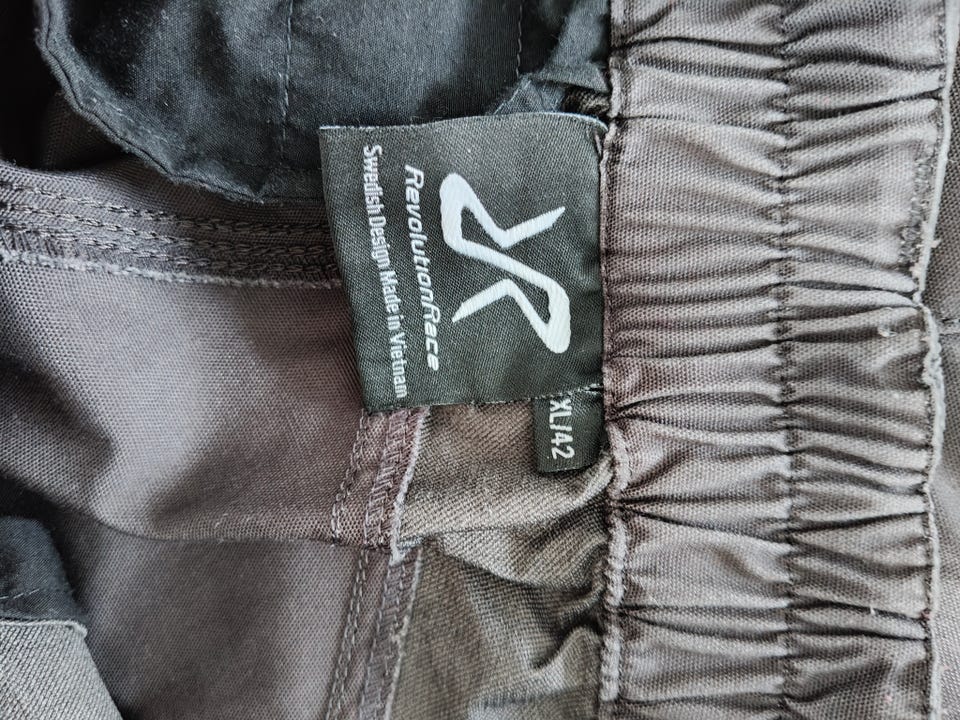 RevolutionRace
Swedish Design Made in Vietnam
XL/42